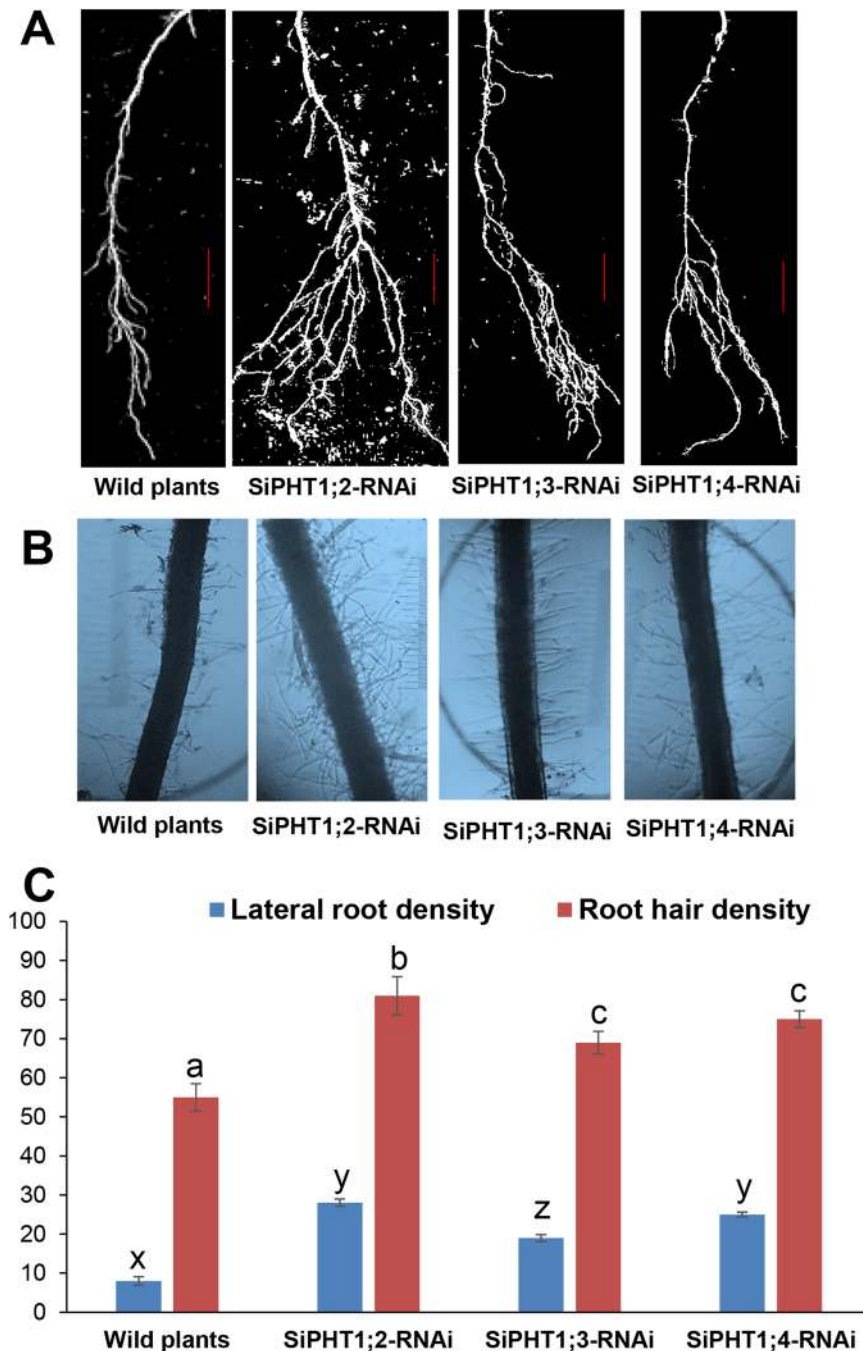 A
Wild plants SiPHT1;2-RNAi SiPHT1;3-RNAi SiPHT1;4-RNAi
B
Wild plants SiPHT1;2-RNAi SiPHT1;3-RNAi SiPHT1;4-RNAi
C
Lateral root density Root hair density
100
90
80
70
60
50
40
30
20
10
0
x a y b z c y c
Wild plants SiPHT1;2-RNAi SiPHT1;3-RNAi SiPHT1;4-RNAi